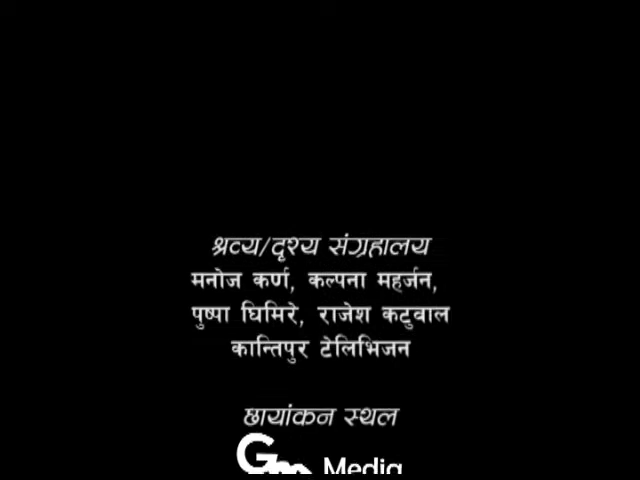 श्रव्य/दृश्य संग्रहालय
मनोज कर्ण, कल्पना महर्जन,
पुष्पा घिमिरे, राजेश कटुवाल
कान्तिपुर टेलिभिजन
छायांकन स्थल
Media